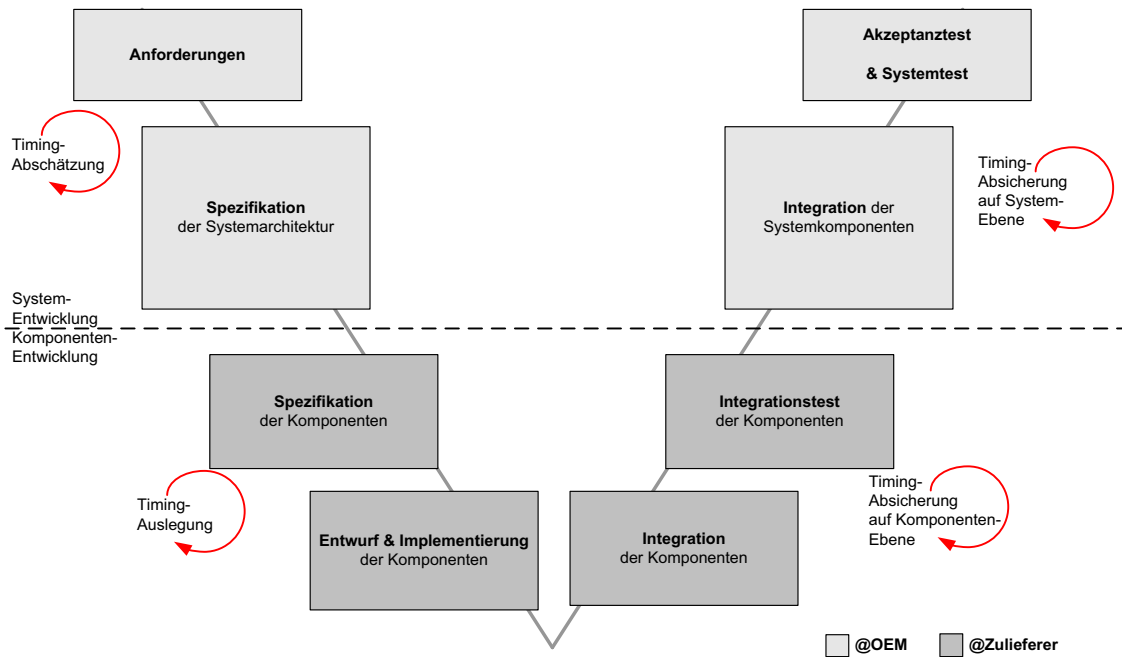 Anforderungen
Akzeptanztest
& Systemtest
Timing-
Abschätzung
Spezifikation
der Systemarchitektur
Integration der
Systemkomponenten
Timing-
Absicherung
auf System-
Ebene
System-
Entwicklung
Komponenten-
Entwicklung
Spezifikation
der Komponenten
Integrationstest
der Komponenten
Timing-
Auslegung
Entwurf & Implementierung
der Komponenten
Integration
der Komponenten
Timing-
Absicherung
auf Komponenten-
Ebene
@OEM
@Zulieferer